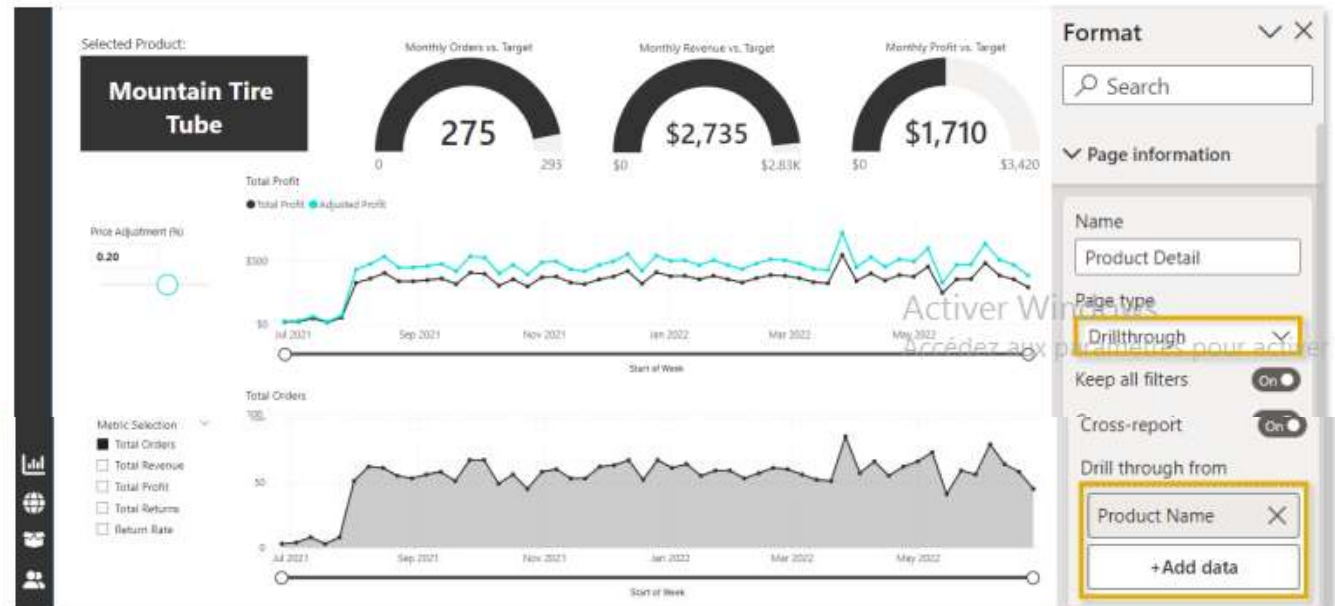 Selected Product:
Mountain Tire
Tube
Monthly Orders vs. Target
275
0
293
Monthly Revenue vs. Target
$2,735
$0
$2.83K
Monthly Profit vs. Target
$1,710
$0
$3,420
Price Adjustment (%)
0.20
Total Profit
Total Profit Adjusted Profit
$500
$0
Jul 2021 Sep 2021 Nov 2021 Jan 2022 Mar 2022 May 2022
Start of Week
Metric Selection
Total Orders
Total Revenue
Total Profit
Total Returns
Return Rate
Total Orders
100
50
0
Jul 2021 Sep 2021 Nov 2021 Jan 2022 Mar 2022 May 2022
Start of Week
Format
Search
Page information
Name
Product Detail
Page type
Drillthrough
Keep all filters On
Cross-report On
Drill through from
Product Name
+Add data
Activer Windows
Accédez aux paramètres pour activer